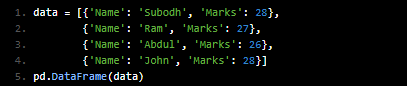 1. data = [{'Name': 'Subodh', 'Marks': 28},
2. {'Name': 'Ram', 'Marks': 27},
3. {'Name': 'Abdul', 'Marks': 26},
4. {'Name': 'John', 'Marks': 28}]
5. pd.DataFrame(data)